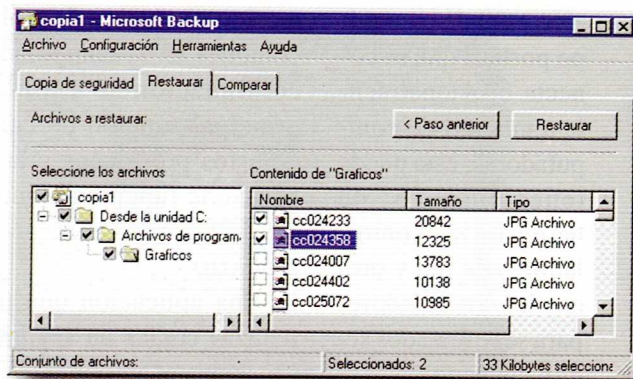 copia1 - Microsoft Backup
Archivo Configuración Herramientas Ayuda
Copia de seguridad Restaurar Comparar
Archivos a restaurar:
< Paso anterior Restaurar
Seleccione los archivos
Contenido de "Graficos"
copia1
Desde la unidad C:
Archivos de program
Graficos
Nombre Tamaño Tipo
cc024233 20842 JPG Archivo
cc024358 12325 JPG Archivo
cc024007 13783 JPG Archivo
cc024402 10138 JPG Archivo
cc025072 10985 JPG Archivo
Conjunto de archivos: Seleccionados: 2 33 Kilobytes selecciona